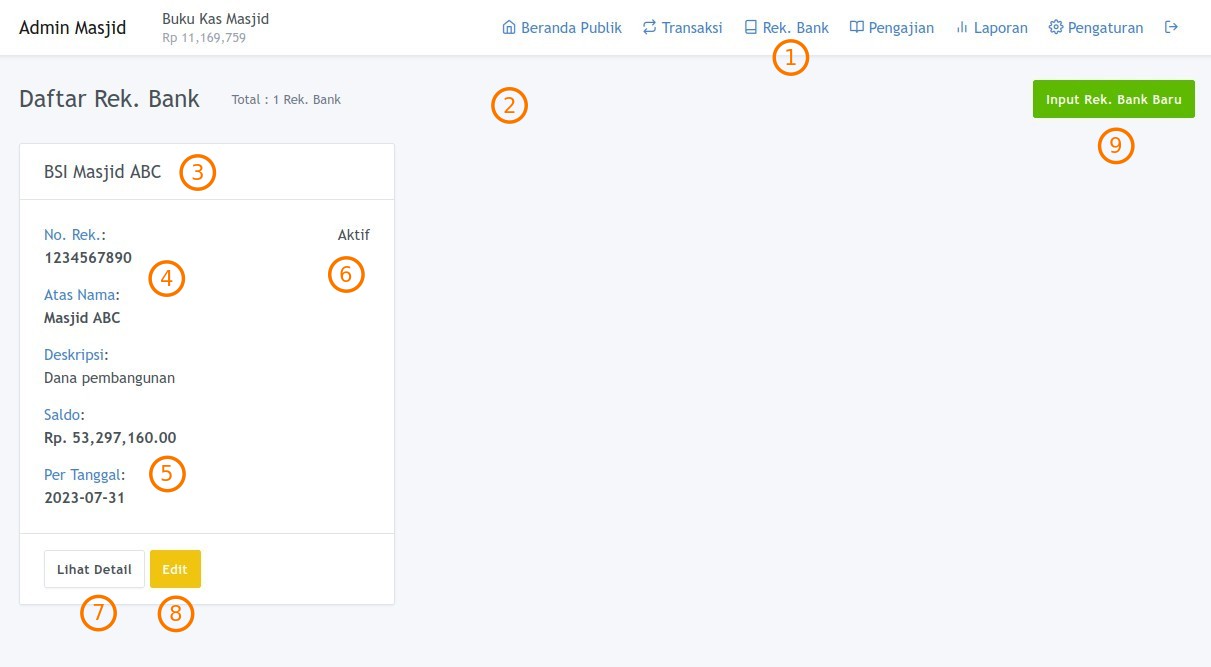 Admin Masjid
Buku Kas Masjid
Rp 11,169,759
Beranda Publik Transaksi Rek. Bank Pengajian Laporan Pengaturan
1
Daftar Rek. Bank Total : 1 Rek. Bank
2
Input Rek. Bank Baru
9
BSI Masjid ABC
3
No. Rek.: Aktif
1234567890
4
6
Atas Nama:
Masjid ABC
Deskripsi:
Dana pembangunan
Saldo:
Rp. 53,297,160.00
Per Tanggal:
5
2023-07-31
Lihat Detail Edit
7 8